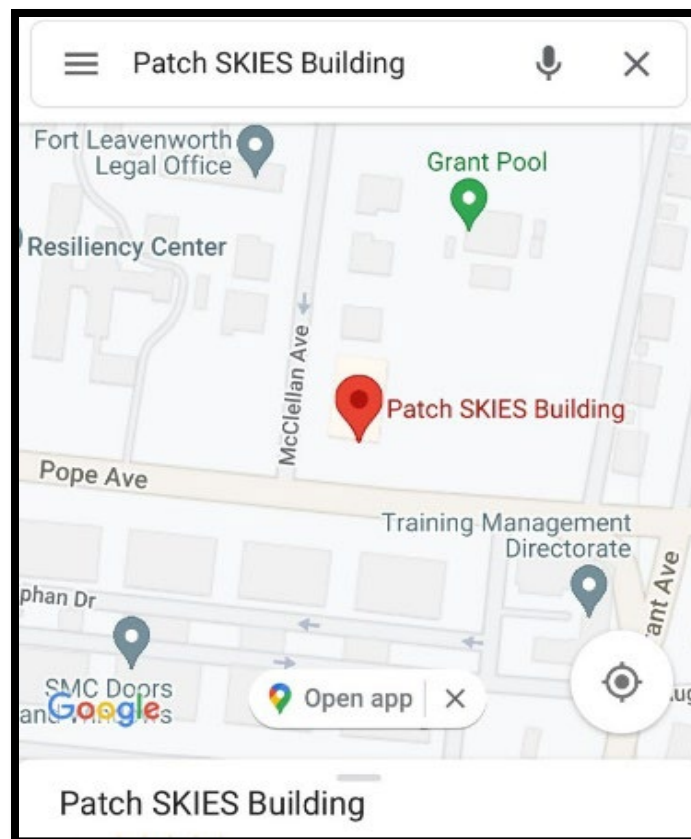 Patch SKIES Building
Fort Leavenworth
Legal Office
Grant Pool
Resiliency Center
McClellan Ave
Patch SKIES Building
Pope Ave
Training Management
Directorate
phan Dr
rant Ave
SMC Doors
Google
Open app
Patch SKIES Building